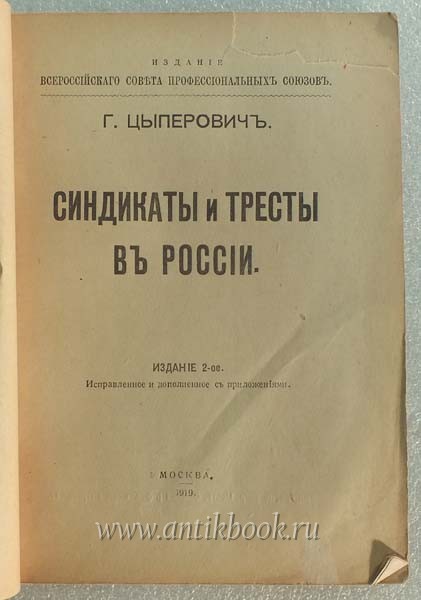 ИЗДАНІЕ
ВСЕРОССІЙСКАГО СОВѢТА ПРОФЕССІОНАЛЬНЫХЪ СОЮЗОВЪ.
Г. ЦЫПЕРОВИЧЪ.
СИНДИКАТЫ и ТРЕСТЫ
ВЪ РОССІИ.
ИЗДАНІЕ 2-ое.
Исправленное и дополненное съ приложеніями.
МОСКВА.
1919.
www.antikbook.ru